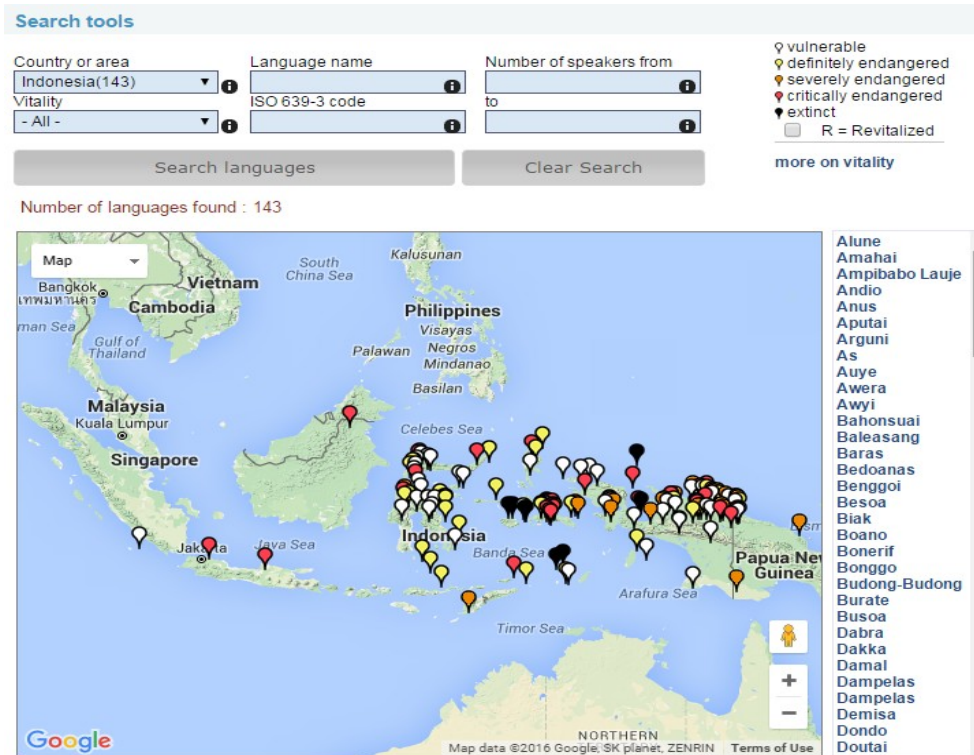 Search tools
Country or area
Language name
Number of speakers from
Indonesia(143)
Vitality
ISO 639-3 code
to
- All -
Search languages
Clear Search
vulnerable
definitely endangered
severely endangered
critically endangered
extinct
R = Revitalized
more on vitality
Number of languages found : 143
Map
Kalusunan
South
China Sea
Vietnam
Bangkok
Cambodia
Philippines
man Sea
Gulf of
Thailand
Visayas
Negros
Palawan
Mindanao
Basilan
Malaysia
Kuala Lumpur
Celebes Sea
Singapore
Indonesia
Jakarta
Java Sea
Banda Sea
Papua New
Guinea
Arafura Sea
Timor Sea
NORTHERN
Google
Map data ©2016 Google, SK planet, ZENRIN
Terms of Use
Alune
Amahai
Ampibabo Lauje
Andio
Anus
Aputai
Arguni
As
Auye
Awera
Awyi
Bahonsuai
Baleasang
Baras
Bedoanas
Benggoi
Besoa
Biak
Boano
Bonerif
Bonggo
Budong-Budong
Burate
Busoa
Dabra
Dakka
Damal
Dampelas
Dampelas
Demisa
Dondo
Doutai